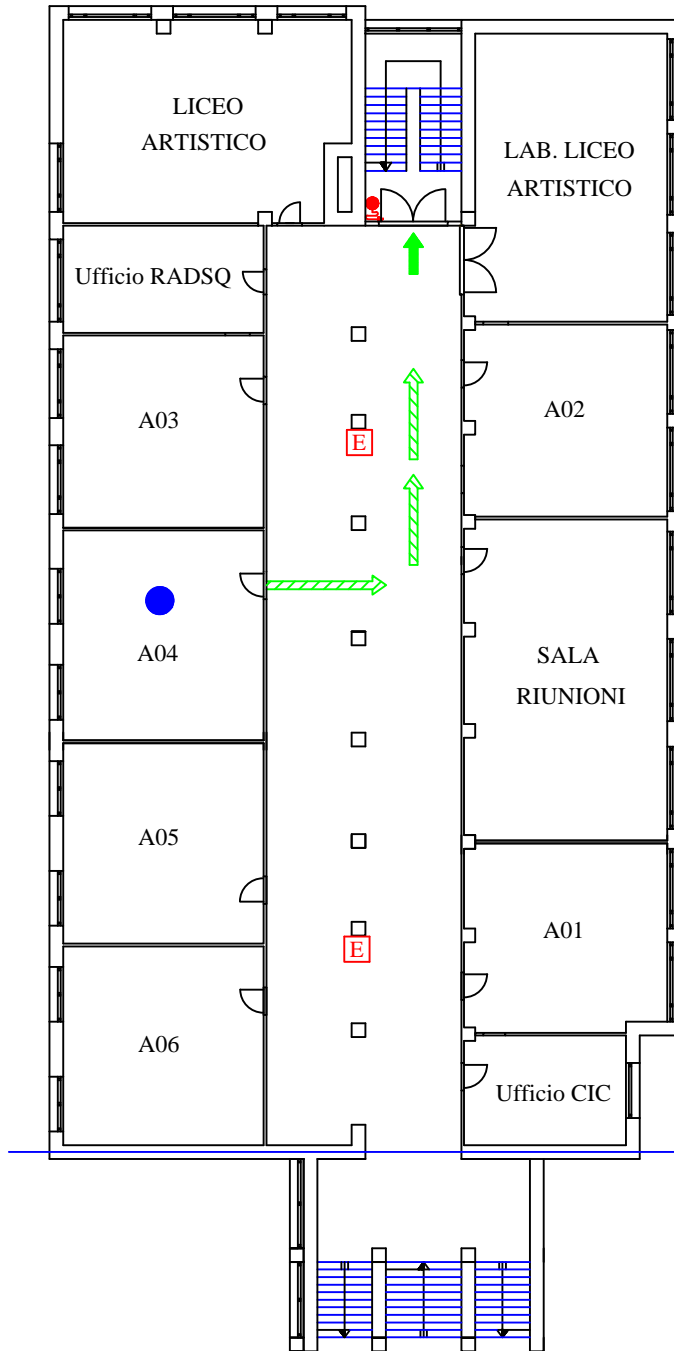 LICEO
ARTISTICO
LAB. LICEO
ARTISTICO
Ufficio RADSQ
A03
A02
E
A04
SALA
RIUNIONI
A05
A01
E
A06
Ufficio CIC